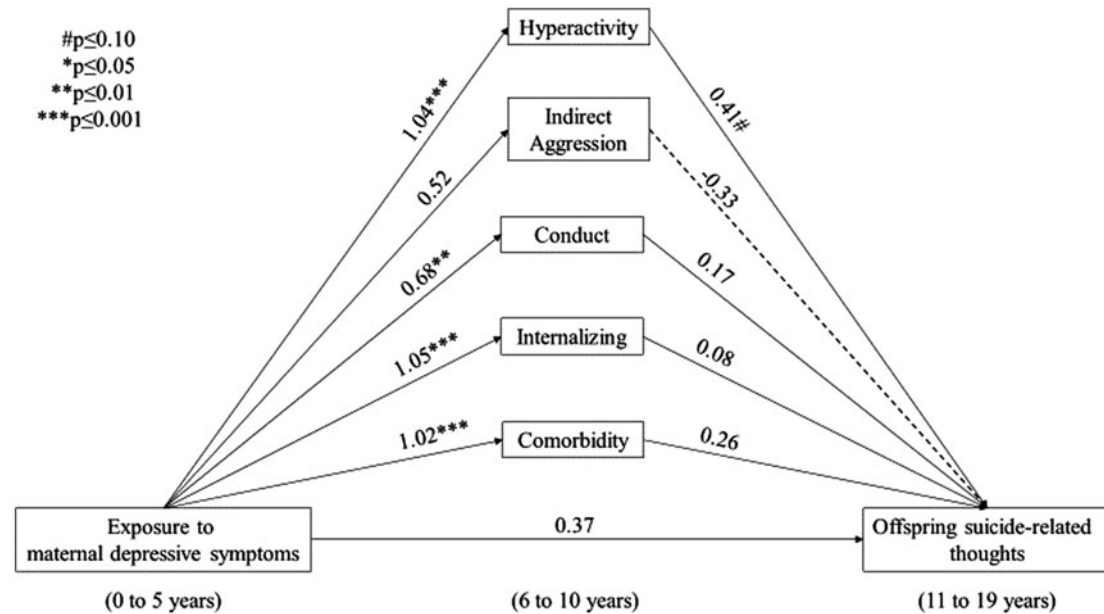 #p≤0.10
*p≤0.05
**p≤0.01
***p≤0.001
Hyperactivity
1.04***
0.41#
Indirect
Aggression
0.52
-0.33
Conduct
0.68**
0.17
Internalizing
1.05***
0.08
Comorbidity
1.02***
0.26
Exposure to
maternal depressive symptoms
0.37
Offspring suicide-related
thoughts
(0 to 5 years)
(6 to 10 years)
(11 to 19 years)